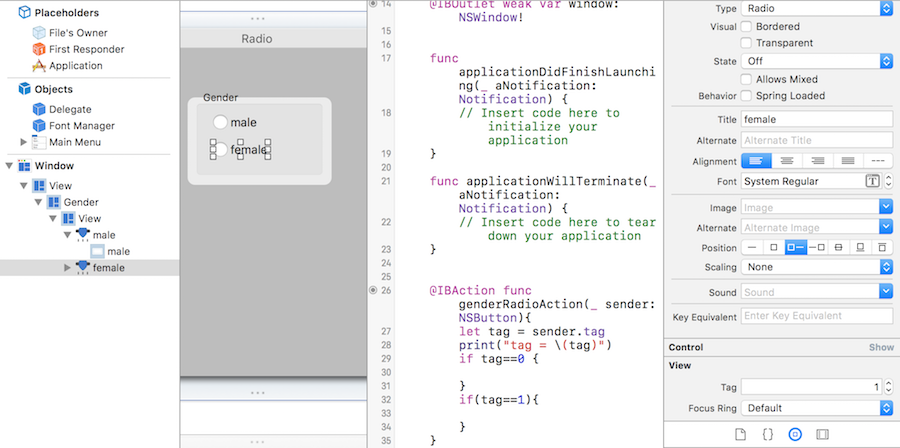 Placeholders
File's Owner
First Responder
Application
Objects
Delegate
Font Manager
Main Menu
Window
View
Gender
View
male
male
female
Radio
Gender
male
female
14 @IBOutlet weak var window:
NSWindow!
15
16
17 func
applicationDidFinishLaunchi
ng(_ aNotification:
Notification) {
18 // Insert code here to
initialize your
application
19 }
20
21 func applicationWillTerminate(_
aNotification:
Notification) {
22 // Insert code here to tear
down your application
23 }
24
25
26 @IBAction func
genderRadioAction(_ sender:
NSButton){
27 let tag = sender.tag
28 print("tag = \(tag)")
29 if tag==0 {
30
31 }
32 if(tag==1){
33
34 }
35 }
Type Radio
Visual Bordered
Transparent
State Off
Allows Mixed
Behavior Spring Loaded
Title female
Alternate Alternate Title
Alignment
Font System Regular T
Image Image
Alternate Alternate Image
Position
Scaling None
Sound Sound
Key Equivalent Enter Key Equivalent
Control Show
View
Tag 1
Focus Ring Default